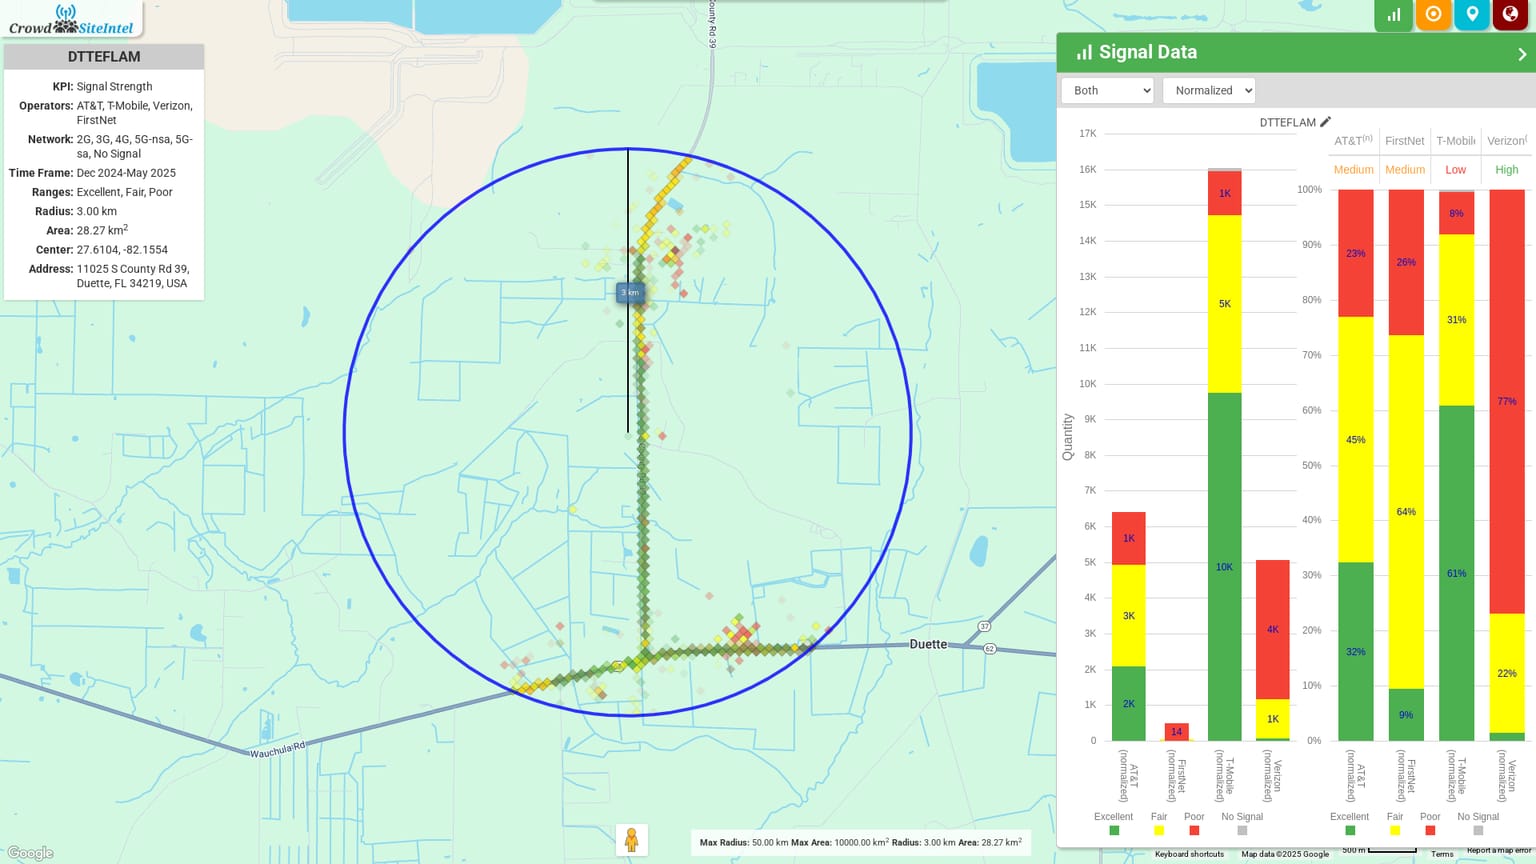 Crowd SiteIntel
DTTEFLAM
KPI: Signal Strength
Operators: AT&T, T-Mobile, Verizon,
FirstNet
Network: 2G, 3G, 4G, 5G-nsa, 5G-
sa, No Signal
Time Frame: Dec 2024-May 2025
Ranges: Excellent, Fair, Poor
Radius: 3.00 km
Area: 28.27 km²
Center: 27.6104, -82.1554
Address: 11025 S County Rd 39,
Duette, FL 34219, USA
County Rd 39
3 km
Duette
37
62
Wauchula Rd
Google
Max Radius: 50.00 km Max Area: 10000.00 km² Radius: 3.00 km Area: 28.27 km²
Signal Data
Both
Normalized
DTTEFLAM
17K
16K
15K
14K
13K
12K
11K
10K
9K
8K
7K
6K
5K
4K
3K
2K
1K
0
Quantity
1K
3K
2K
14
1K
5K
10K
4K
1K
AT&T (normalized)
FirstNet (normalized)
T-Mobile (normalized)
Verizon (normalized)
Excellent Fair Poor No Signal
AT&T(n) FirstNet T-Mobile Verizon(
Medium Medium Low High
100%
90%
80%
70%
60%
50%
40%
30%
20%
10%
0%
23%
45%
32%
26%
64%
9%
8%
31%
61%
77%
22%
AT&T (normalized)
FirstNet (normalized)
T-Mobile (normalized)
Verizon (normalized)
Excellent Fair Poor No Signal
Keyboard shortcuts Map data ©2025 Google 500 m Terms Report a map error